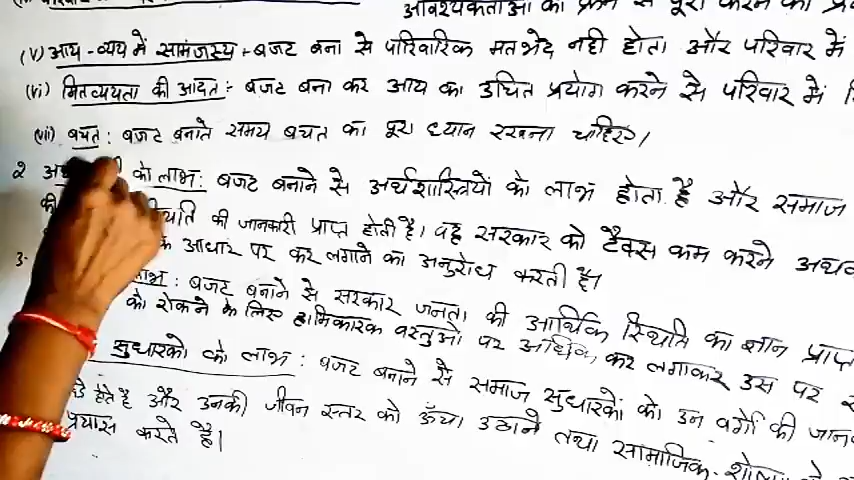 आवश्यकताओं को क्रम से पूरा करने का
(v) आय-व्यय में सामंजस्य :- बजट बना से पारिवारिक मतभेद नही होता। और परिवार में
(vi) मितव्ययता की आदत :- बजट बना कर आय का उचित प्रयोग करने से परिवार में
(vii) बचत : बजट बनाते समय बचत का पूरा ध्यान रखना चाहिए।
2 को लाभ : बजट बनाने से अर्थशास्त्रियों को लाभ होता है और समाज
की जानकारी प्राप्त होती है। वह सरकार को टैक्स कम करने अथवा
के आधार पर कर लगाने का अनुरोध करती है।
3. लाभ : बजट बनाने से सरकार जनता की आर्थिक स्थिति का ज्ञान प्राप्त
को रोकने के लिए हानिकारक वस्तुओं पर अधिक कर लगाकर उस पर
सुधारको को लाभ : बजट बनाने से समाज सुधारकों को उन वर्गो की
होते है और उनकी जीवन स्तर को ऊँचा उठाने तथा सामाजिक-
प्रयास करते है।